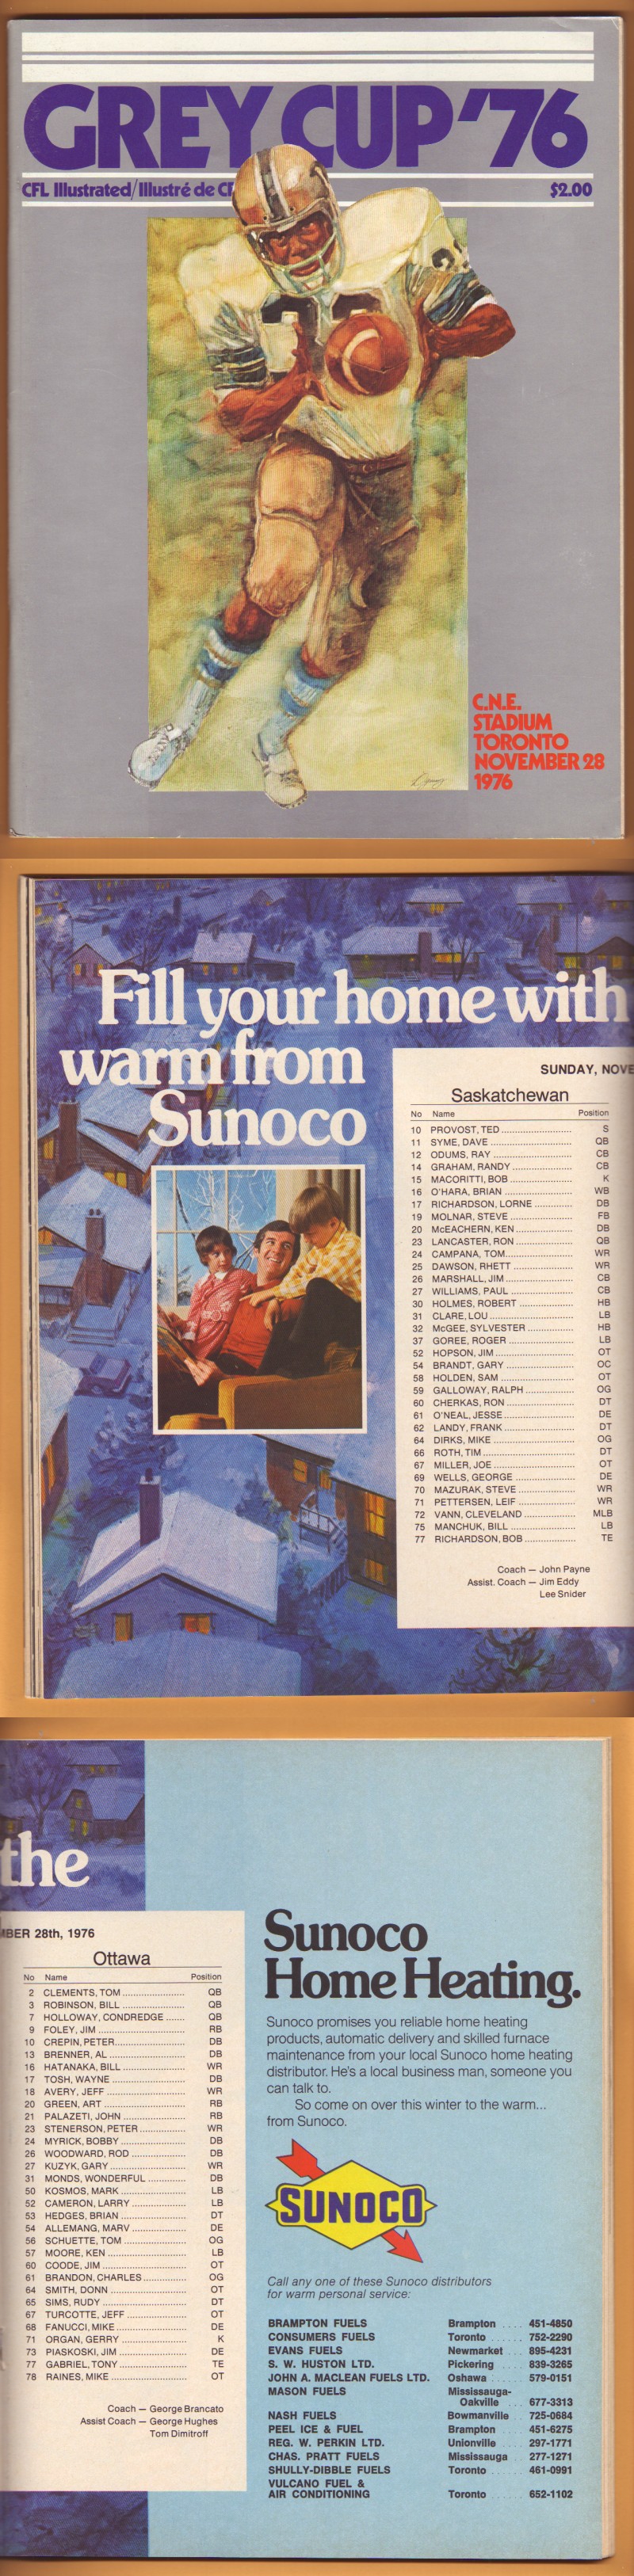 GREY CUP '76
CFL Illustrated/Illustré de
$2.00
C.N.E.
STADIUM
TORONTO
NOVEMBER 28
1976
Fill your home with
warm from
Sunoco
SUNDAY, NOVE
Saskatchewan
No Name Position
10 PROVOST, TED S
11 SYME, DAVE QB
12 ODUMS, RAY CB
14 GRAHAM, RANDY CB
15 MACORITTI, BOB K
16 O'HARA, BRIAN WB
17 RICHARDSON, LORNE DB
19 MOLNAR, STEVE FB
20 McEACHERN, KEN DB
23 LANCASTER, RON QB
24 CAMPANA, TOM WR
25 DAWSON, RHETT WR
26 MARSHALL, JIM CB
27 WILLIAMS, PAUL CB
30 HOLMES, ROBERT HB
31 CLARE, LOU LB
32 McGEE, SYLVESTER HB
37 GOREE, ROGER LB
52 HOPSON, JIM OT
54 BRANDT, GARY OC
58 HOLDEN, SAM OT
59 GALLOWAY, RALPH OG
60 CHERKAS, RON DT
61 O'NEAL, JESSE DE
62 LANDY, FRANK DT
64 DIRKS, MIKE OG
66 ROTH, TIM DT
67 MILLER, JOE OT
69 WELLS, GEORGE DE
70 MAZURAK, STEVE WR
71 PETTERSEN, LEIF WR
72 VANN, CLEVELAND MLB
75 MANCHUK, BILL LB
77 RICHARDSON, BOB TE
Coach — John Payne
Assist. Coach — Jim Eddy
Lee Snider
the
MBER 28th, 1976
Ottawa
No Name Position
2 CLEMENTS, TOM QB
3 ROBINSON, BILL QB
7 HOLLOWAY, CONDREDGE QB
9 FOLEY, JIM RB
10 CREPIN, PETER DB
13 BRENNER, AL DB
16 HATANAKA, BILL WR
17 TOSH, WAYNE DB
18 AVERY, JEFF WR
20 GREEN, ART RB
21 PALAZETI, JOHN RB
23 STENERSON, PETER WR
24 MYRICK, BOBBY DB
26 WOODWARD, ROD DB
27 KUZYK, GARY WR
31 MONDS, WONDERFUL DB
50 KOSMOS, MARK LB
52 CAMERON, LARRY LB
53 HEDGES, BRIAN DT
54 ALLEMANG, MARV DE
56 SCHUETTE, TOM OG
57 MOORE, KEN LB
60 COODE, JIM OT
61 BRANDON, CHARLES OG
64 SMITH, DONN OT
65 SIMS, RUDY DT
67 TURCOTTE, JEFF OT
68 FANUCCI, MIKE DE
71 ORGAN, GERRY K
73 PIASKOSKI, JIM DE
77 GABRIEL, TONY TE
78 RAINES, MIKE OT
Coach — George Brancato
Assist Coach — George Hughes
Tom Dimitroff
Sunoco
Home Heating.
Sunoco promises you reliable home heating
products, automatic delivery and skilled furnace
maintenance from your local Sunoco home heating
distributor. He's a local business man, someone you
can talk to.
So come on over this winter to the warm...
from Sunoco.
SUNOCO
Call any one of these Sunoco distributors
for warm personal service:
BRAMPTON FUELS Brampton 451-4850
CONSUMERS FUELS Toronto 752-2290
EVANS FUELS Newmarket 895-4231
S. W. HUSTON LTD. Pickering 839-3265
JOHN A. MACLEAN FUELS LTD. Oshawa 579-0151
MASON FUELS Mississauga-
Oakville 677-3313
NASH FUELS Bowmanville 725-0684
PEEL ICE & FUEL Brampton 451-6275
REG. W. PERKIN LTD. Unionville 297-1771
CHAS. PRATT FUELS Mississauga 277-1271
SHULLY-DIBBLE FUELS Toronto 461-0991
VULCANO FUEL &
AIR CONDITIONING Toronto 652-1102